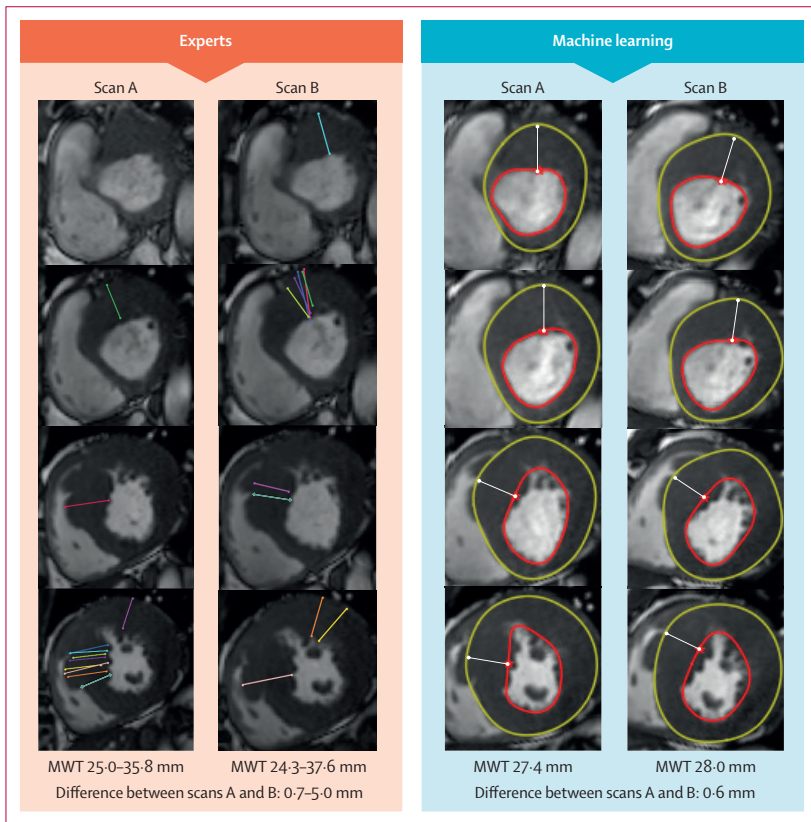 Experts
Scan A
Scan B
MWT 25·0–35·8 mm
MWT 24·3–37·6 mm
Difference between scans A and B: 0·7–5·0 mm
Machine learning
Scan A
Scan B
MWT 27·4 mm
MWT 28·0 mm
Difference between scans A and B: 0·6 mm